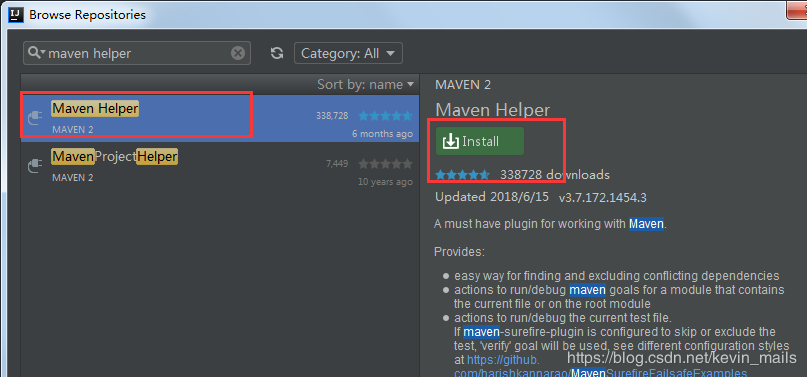 Browse Repositories
maven helper
Category: All
Sort by: name
Maven Helper
338,728
MAVEN 2
6 months ago
MavenProjectHelper
7,449
MAVEN 2
10 years ago
MAVEN 2
Maven Helper
Install
338728 downloads
Updated 2018/6/15 v3.7.172.1454.3
A must have plugin for working with Maven.
Provides:
easy way for finding and excluding conflicting dependencies
actions to run/debug maven goals for a module that contains
the current file or on the root module
actions to run/debug the current test file.
If maven-surefire-plugin is configured to skip or exclude the
test, 'verify' goal will be used, see different configuration styles
at https://github.
com/harishkannarao/MavenSurefireFailsafeExamples
https://blog.csdn.net/kevin_mails